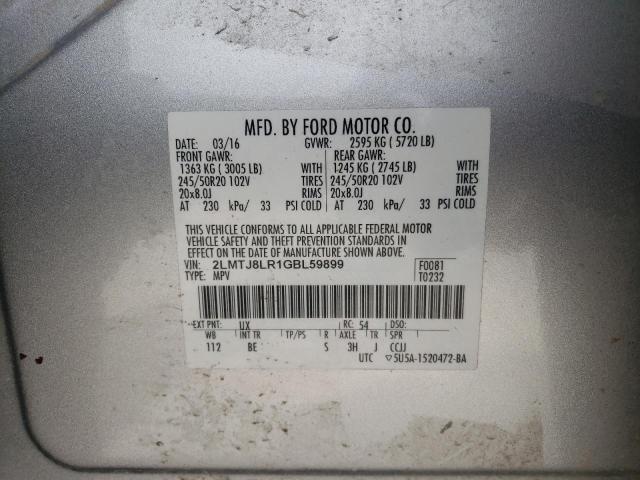 MFD. BY FORD MOTOR CO.
DATE: 03/16 GVWR: 2595 KG ( 5720 LB)
FRONT GAWR: REAR GAWR:
1363 KG ( 3005 LB) WITH 1245 KG ( 2745 LB) WITH
245/50R20 102V TIRES 245/50R20 102V TIRES
20x8.0J RIMS 20x8.0J RIMS
AT 230 kPa/ 33 PSI COLD AT 230 kPa/ 33 PSI COLD
THIS VEHICLE CONFORMS TO ALL APPLICABLE FEDERAL MOTOR
VEHICLE SAFETY AND THEFT PREVENTION STANDARDS IN
EFFECT ON THE DATE OF MANUFACTURE SHOWN ABOVE.
VIN: 2LMTJ8LR1GBL59899 F0081
TYPE: MPV T0232
EXT PNT: UX RC: 54 DSO:
WB INT TR TP/PS R AXLE TR SPR
112 BE S 3H J CCJJ
UTC ▽5U5A-1520472-BA